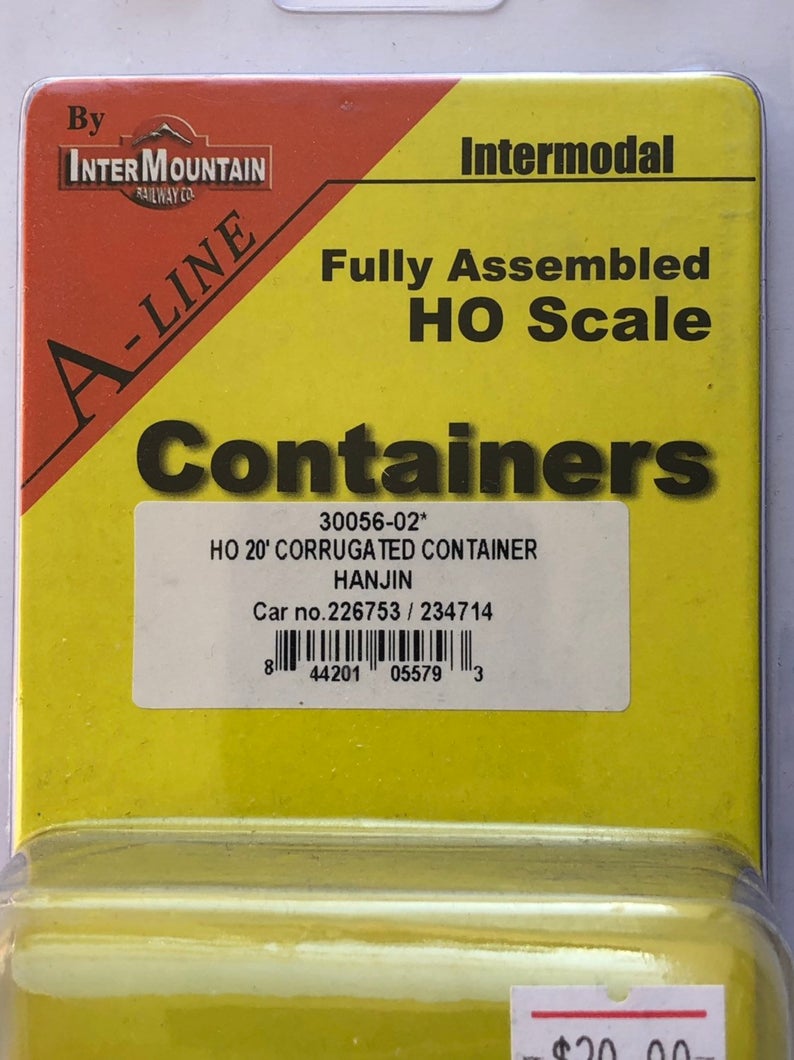 By
INTERMOUNTAIN
RAILWAY CO.
A-LINE
Intermodal
Fully Assembled
HO Scale
Containers
30056-02*
HO 20' CORRUGATED CONTAINER
HANJIN
Car no.226753 / 234714
8 44201 05579 3